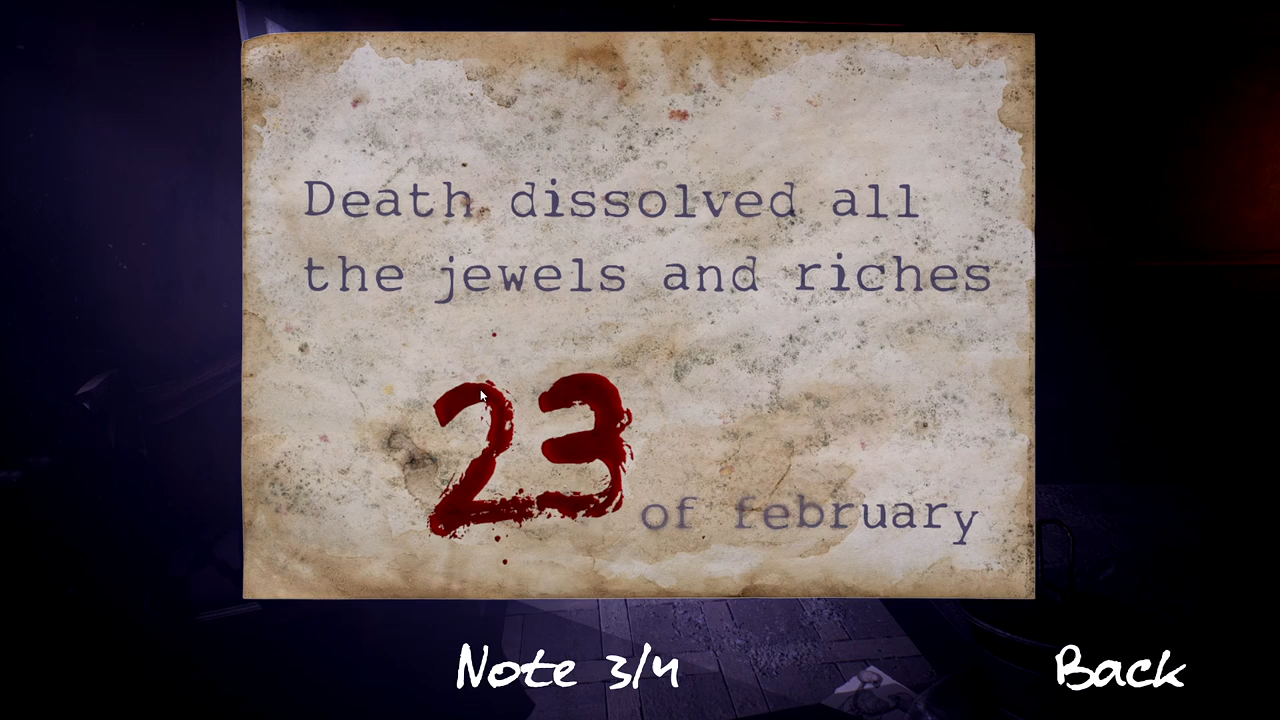 Death dissolved all
the jewels and riches
23 of february
Note 3/4
Back